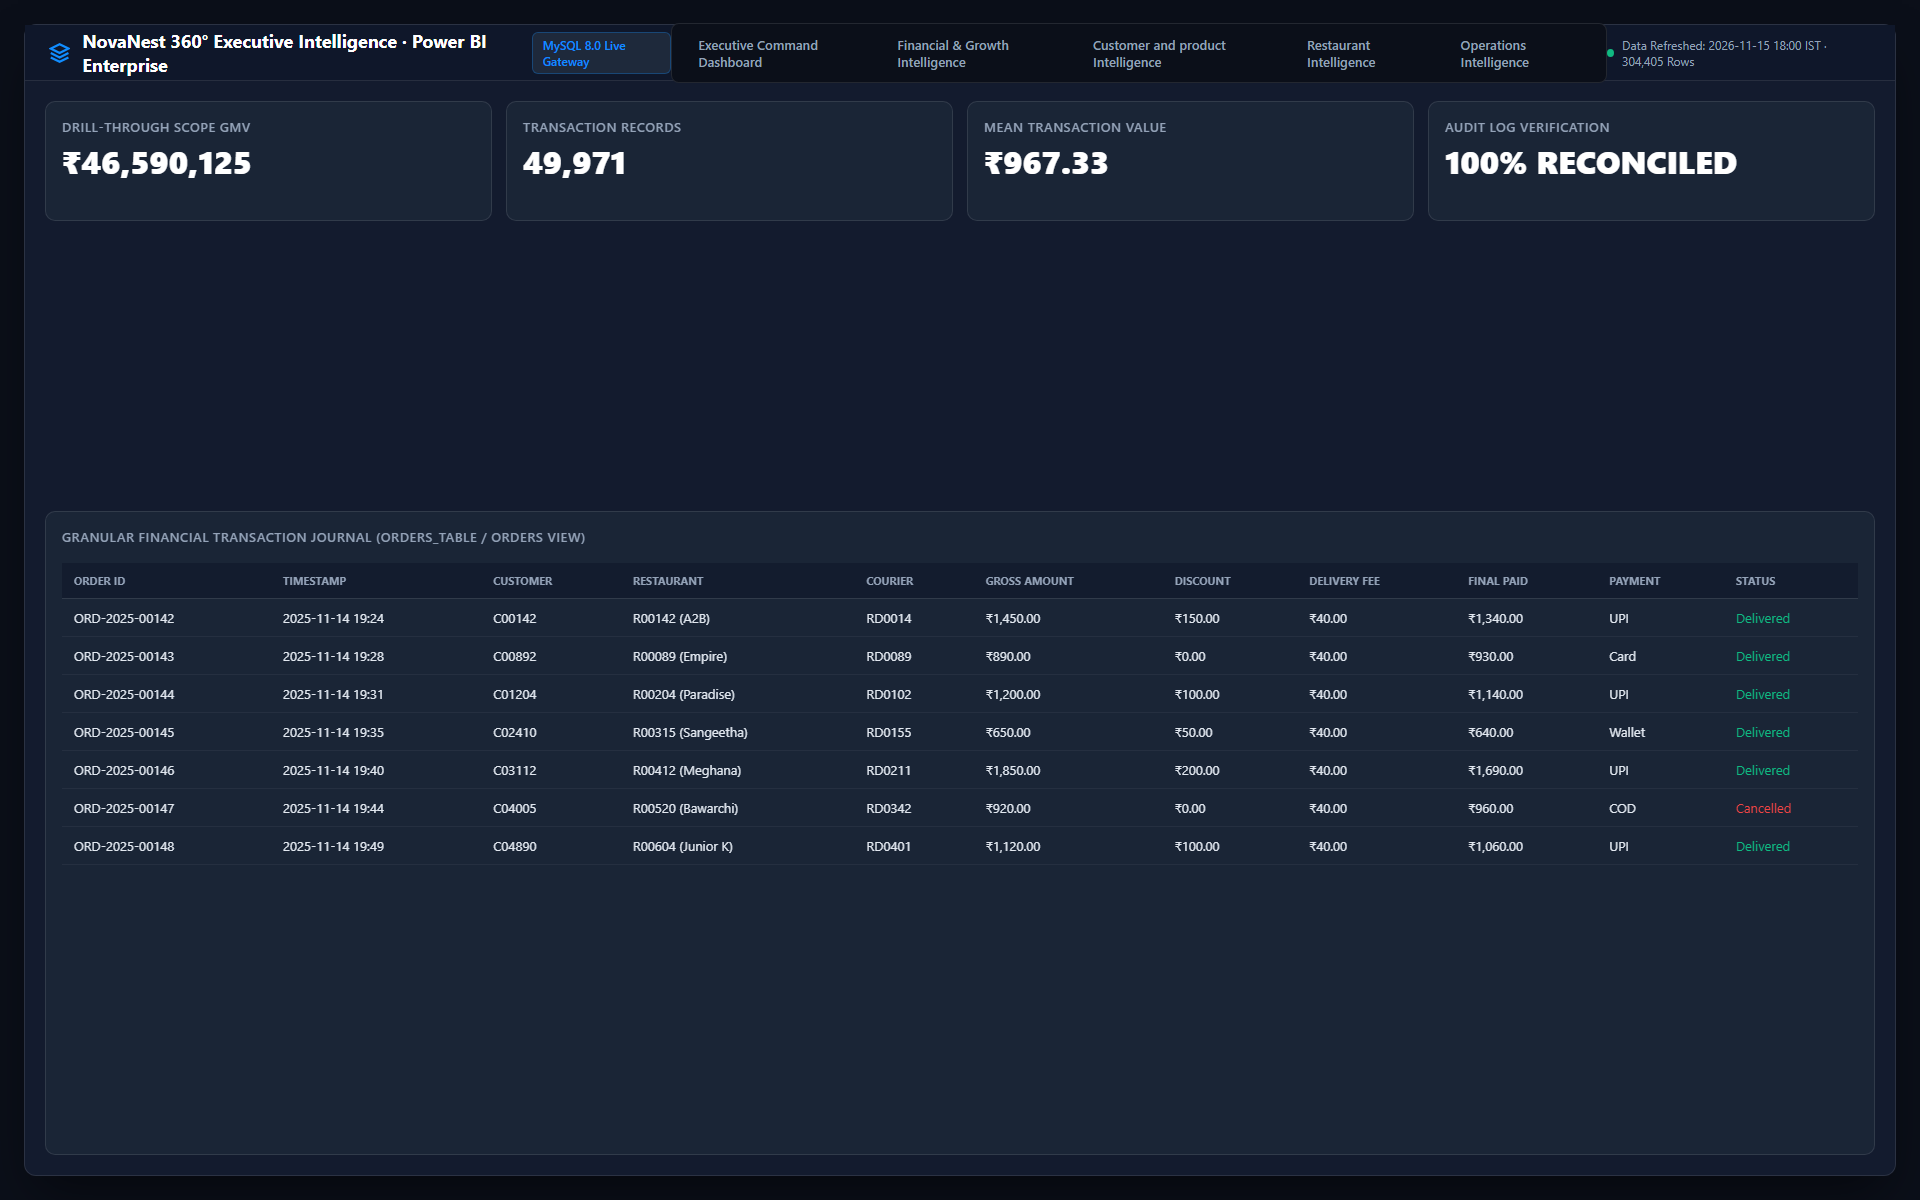 NovaNest 360° Executive Intelligence · Power BI
Enterprise
MySQL 8.0 Live
Gateway
Executive Command
Dashboard
Financial & Growth
Intelligence
Customer and product
Intelligence
Restaurant
Intelligence
Operations
Intelligence
Data Refreshed: 2026-11-15 18:00 IST ·
304,405 Rows
DRILL-THROUGH SCOPE GMV
₹46,590,125
TRANSACTION RECORDS
49,971
MEAN TRANSACTION VALUE
₹967.33
AUDIT LOG VERIFICATION
100% RECONCILED
GRANULAR FINANCIAL TRANSACTION JOURNAL (ORDERS_TABLE / ORDERS VIEW)
ORDER ID TIMESTAMP CUSTOMER RESTAURANT COURIER GROSS AMOUNT DISCOUNT DELIVERY FEE FINAL PAID PAYMENT STATUS
ORD-2025-00142 2025-11-14 19:24 C00142 R00142 (A2B) RD0014 ₹1,450.00 ₹150.00 ₹40.00 ₹1,340.00 UPI Delivered
ORD-2025-00143 2025-11-14 19:28 C00892 R00089 (Empire) RD0089 ₹890.00 ₹0.00 ₹40.00 ₹930.00 Card Delivered
ORD-2025-00144 2025-11-14 19:31 C01204 R00204 (Paradise) RD0102 ₹1,200.00 ₹100.00 ₹40.00 ₹1,140.00 UPI Delivered
ORD-2025-00145 2025-11-14 19:35 C02410 R00315 (Sangeetha) RD0155 ₹650.00 ₹50.00 ₹40.00 ₹640.00 Wallet Delivered
ORD-2025-00146 2025-11-14 19:40 C03112 R00412 (Meghana) RD0211 ₹1,850.00 ₹200.00 ₹40.00 ₹1,690.00 UPI Delivered
ORD-2025-00147 2025-11-14 19:44 C04005 R00520 (Bawarchi) RD0342 ₹920.00 ₹0.00 ₹40.00 ₹960.00 COD Cancelled
ORD-2025-00148 2025-11-14 19:49 C04890 R00604 (Junior K) RD0401 ₹1,120.00 ₹100.00 ₹40.00 ₹1,060.00 UPI Delivered